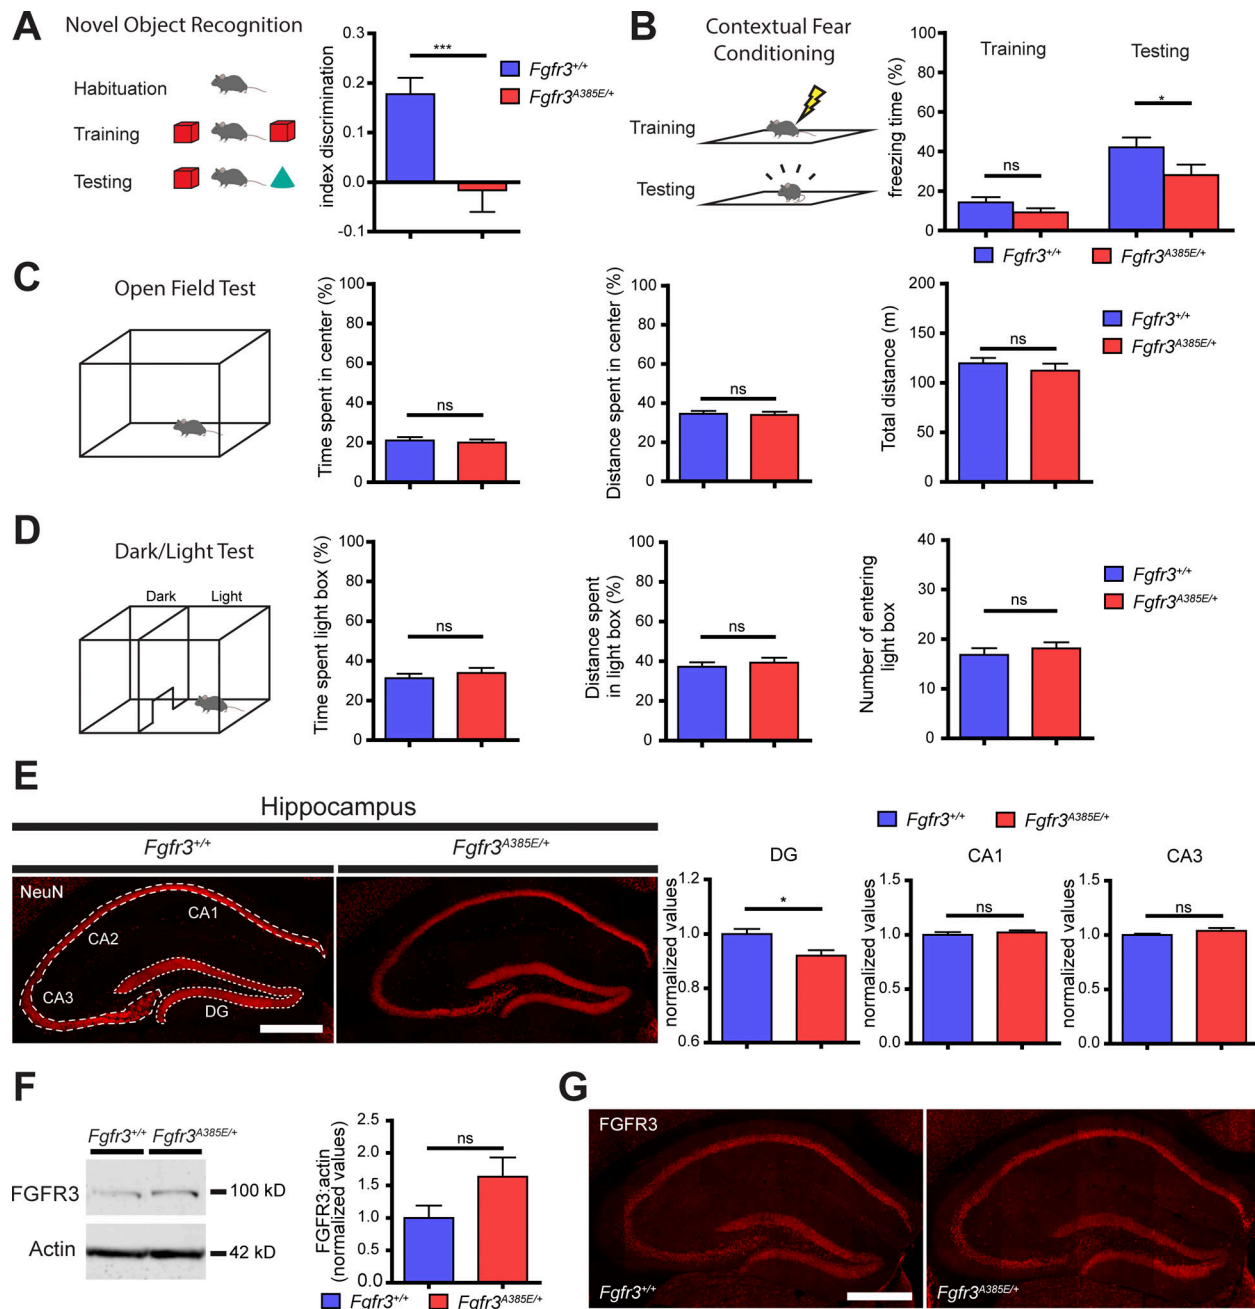 A
Novel Object Recognition
Habituation
Training
Testing
index discrimination
0.3
0.2
0.1
0.0
-0.1
***
Fgfr3+/+
Fgfr3A385E/+
B
Contextual Fear
Conditioning
Training
Testing
freezing time (%)
100
80
60
40
20
0
Training
Testing
ns
*
Fgfr3+/+
Fgfr3A385E/+
C
Open Field Test
Time spent in center (%)
100
80
60
40
20
0
ns
Distance spent in center (%)
100
80
60
40
20
0
ns
Total distance (m)
200
150
100
50
0
ns
Fgfr3+/+
Fgfr3A385E/+
D
Dark/Light Test
Dark
Light
Time spent light box (%)
100
80
60
40
20
0
ns
Distance spent
in light box (%)
100
80
60
40
20
0
ns
Number of entering
light box
40
30
20
10
0
ns
Fgfr3+/+
Fgfr3A385E/+
E
Hippocampus
Fgfr3+/+
Fgfr3A385E/+
NeuN
CA1
CA2
CA3
DG
Fgfr3+/+
Fgfr3A385E/+
DG
normalized values
1.2
1.0
0.8
0.6
*
CA1
normalized values
1.5
1.0
0.5
0.0
ns
CA3
normalized values
1.5
1.0
0.5
0.0
ns
F
Fgfr3+/+
Fgfr3A385E/+
FGFR3
100 kD
Actin
42 kD
FGFR3:actin
(normalized values)
2.5
2.0
1.5
1.0
0.5
0.0
ns
Fgfr3+/+
Fgfr3A385E/+
G
FGFR3
Fgfr3+/+
Fgfr3A385E/+